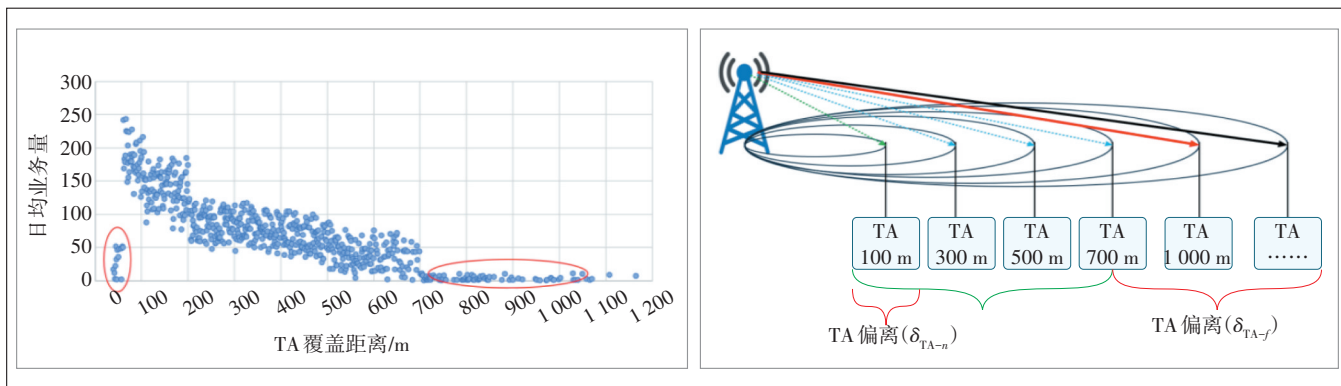 300
250
200
150
100
50
0
日均业务量
0 100 200 300 400 500 600 700 800 900 1 000 1 100 1 200
TA 覆盖距离/m
TA
100 m
TA
300 m
TA
500 m
TA
700 m
TA
1 000 m
TA
……
TA 偏离(δTA-n)
TA 偏离(δTA-f)